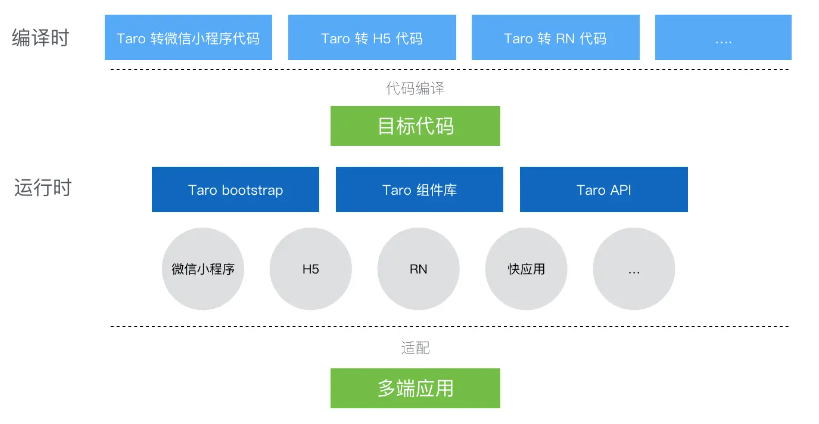 编译时
Taro 转微信小程序代码
Taro 转 H5 代码
Taro 转 RN 代码
....
代码编译
目标代码
运行时
Taro bootstrap
Taro 组件库
Taro API
微信小程序
H5
RN
快应用
...
适配
多端应用